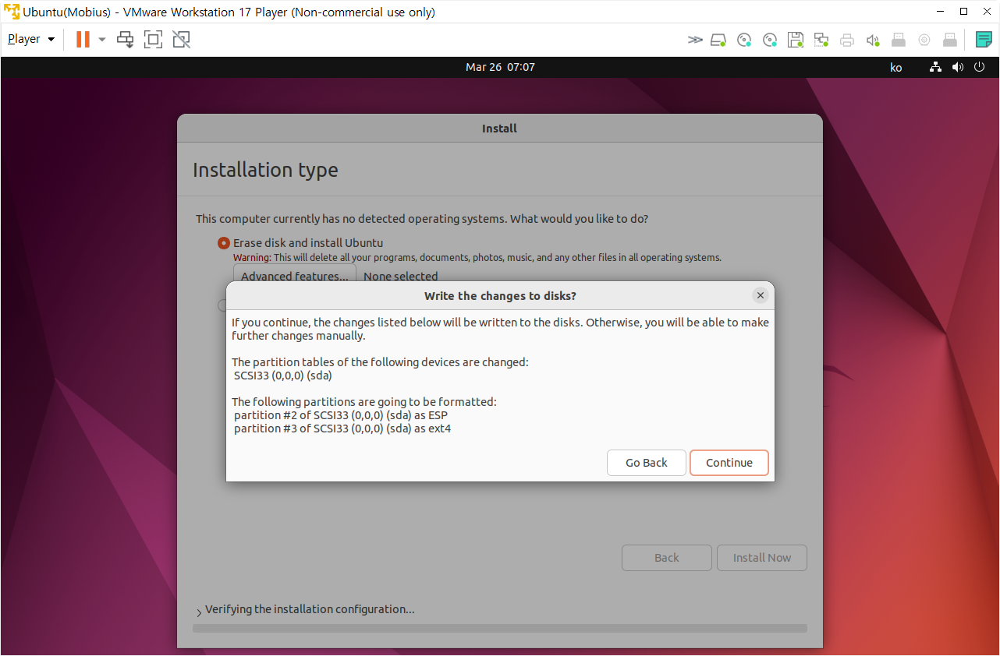 Ubuntu(Mobius) - VMware Workstation 17 Player (Non-commercial use only)
Player
Mar 26 07:07
ko
Install
Installation type
This computer currently has no detected operating systems. What would you like to do?
Erase disk and install Ubuntu
Warning: This will delete all your programs, documents, photos, music, and any other files in all operating systems.
Advanced features... None selected
Write the changes to disks?
If you continue, the changes listed below will be written to the disks. Otherwise, you will be able to make
further changes manually.
The partition tables of the following devices are changed:
SCSI33 (0,0,0) (sda)
The following partitions are going to be formatted:
partition #2 of SCSI33 (0,0,0) (sda) as ESP
partition #3 of SCSI33 (0,0,0) (sda) as ext4
Go Back Continue
Back Install Now
Verifying the installation configuration...